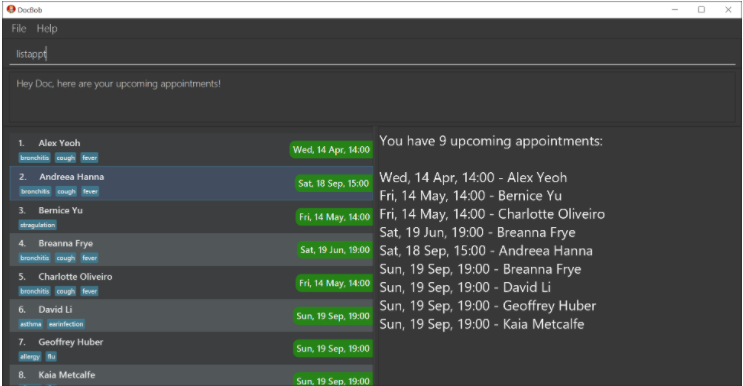 DocBob
File Help
listappt
Hey Doc, here are your upcoming appointments!
1. Alex Yeoh
bronchitis cough fever
Wed, 14 Apr, 14:00
2. Andreea Hanna
bronchitis cough fever
Sat, 18 Sep, 15:00
3. Bernice Yu
stragulation
Fri, 14 May, 14:00
4. Breanna Frye
bronchitis cough fever
Sat, 19 Jun, 19:00
5. Charlotte Oliveiro
bronchitis cough fever
Fri, 14 May, 14:00
6. David Li
asthma earinfection
Sun, 19 Sep, 19:00
7. Geoffrey Huber
allergy flu
Sun, 19 Sep, 19:00
8. Kaia Metcalfe
Sun, 19 Sep, 19:00
You have 9 upcoming appointments:
Wed, 14 Apr, 14:00 - Alex Yeoh
Fri, 14 May, 14:00 - Bernice Yu
Fri, 14 May, 14:00 - Charlotte Oliveiro
Sat, 19 Jun, 19:00 - Breanna Frye
Sat, 18 Sep, 15:00 - Andreea Hanna
Sun, 19 Sep, 19:00 - Breanna Frye
Sun, 19 Sep, 19:00 - David Li
Sun, 19 Sep, 19:00 - Geoffrey Huber
Sun, 19 Sep, 19:00 - Kaia Metcalfe